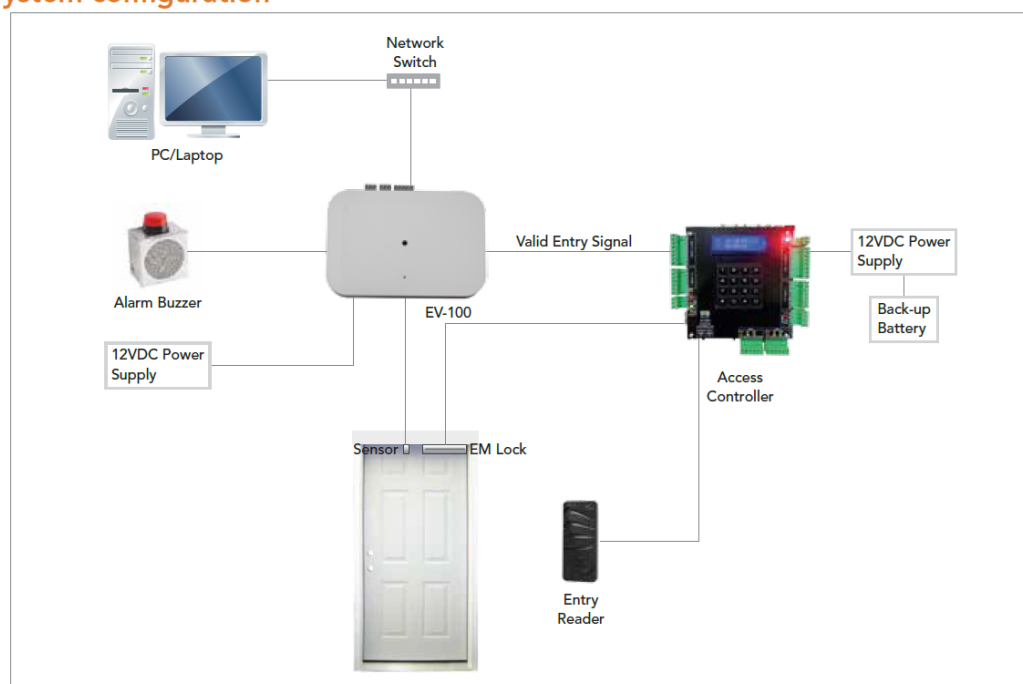 Network
Switch
PC/Laptop
Valid Entry Signal
12VDC Power
Supply
Alarm Buzzer
EV-100
Back-up
Battery
12VDC Power
Supply
Access
Controller
Sensor
EM Lock
Entry
Reader